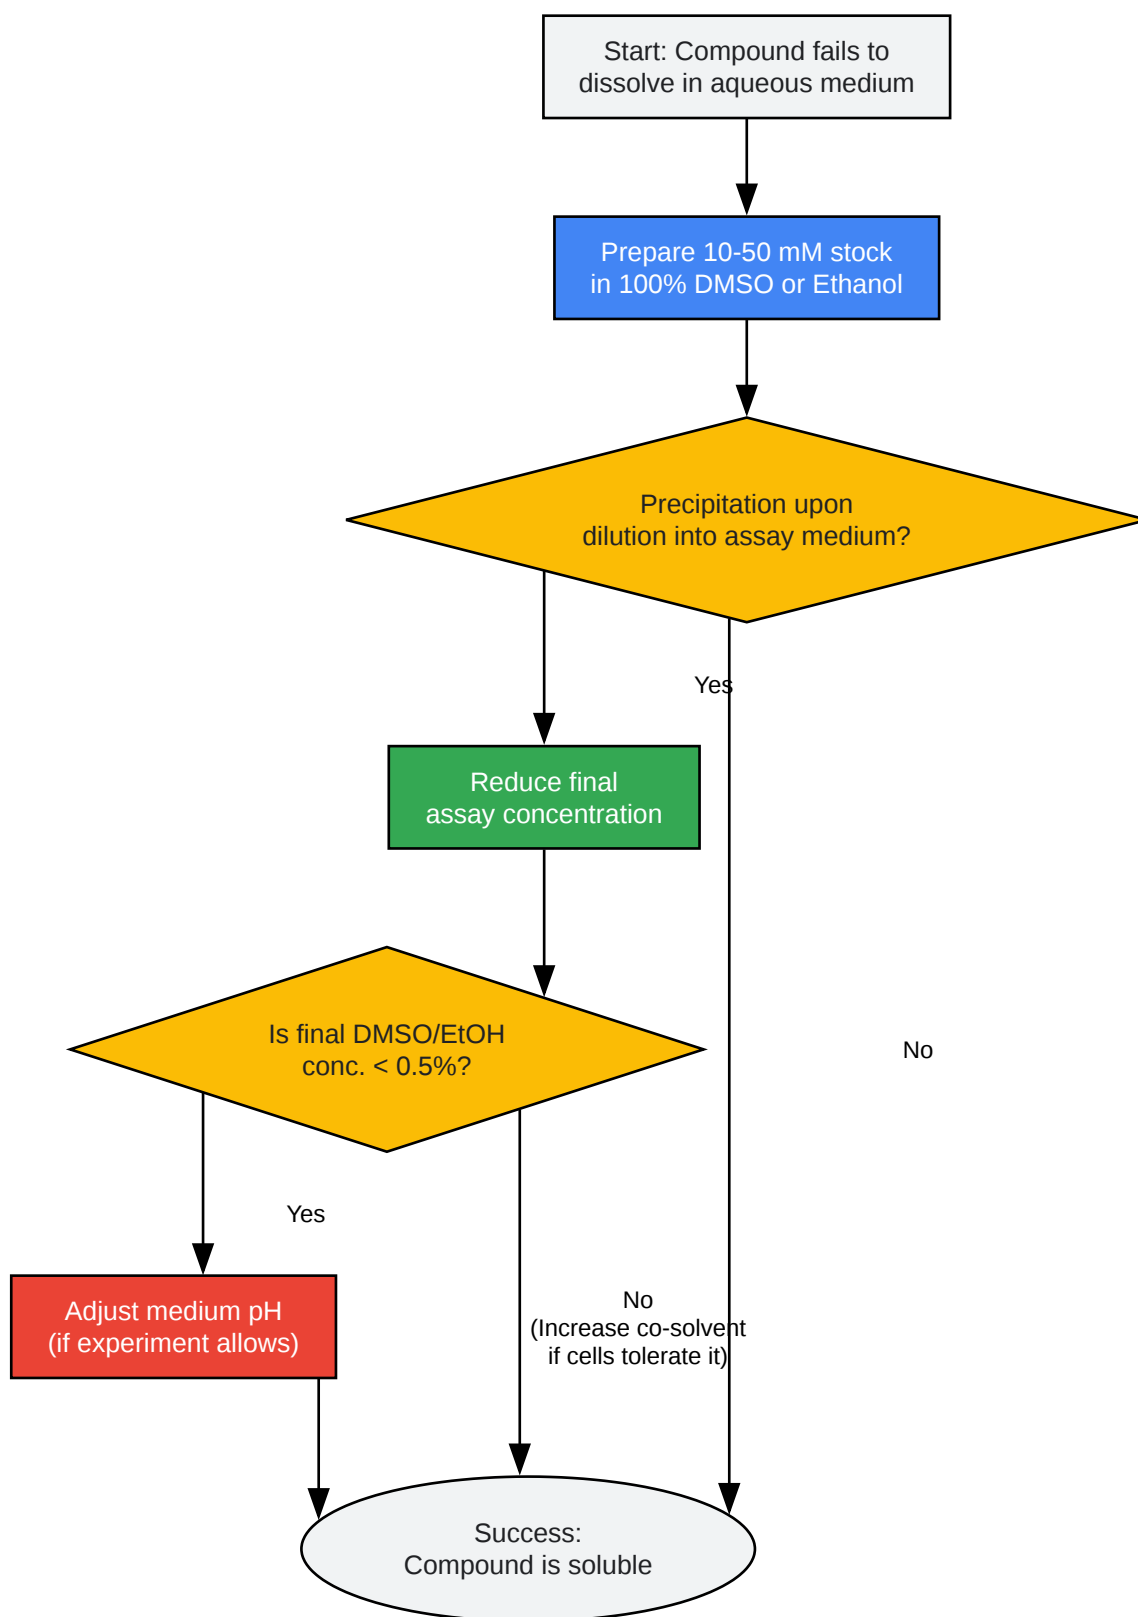 Start: Compound fails to
dissolve in aqueous medium
Prepare 10-50 mM stock
in 100% DMSO or Ethanol
Precipitation upon
dilution into assay medium?
Yes
Reduce final
assay concentration
Is final DMSO/EtOH
conc. < 0.5%?
No
Yes
Adjust medium pH
(if experiment allows)
No
(Increase co-solvent
if cells tolerate it)
Success:
Compound is soluble